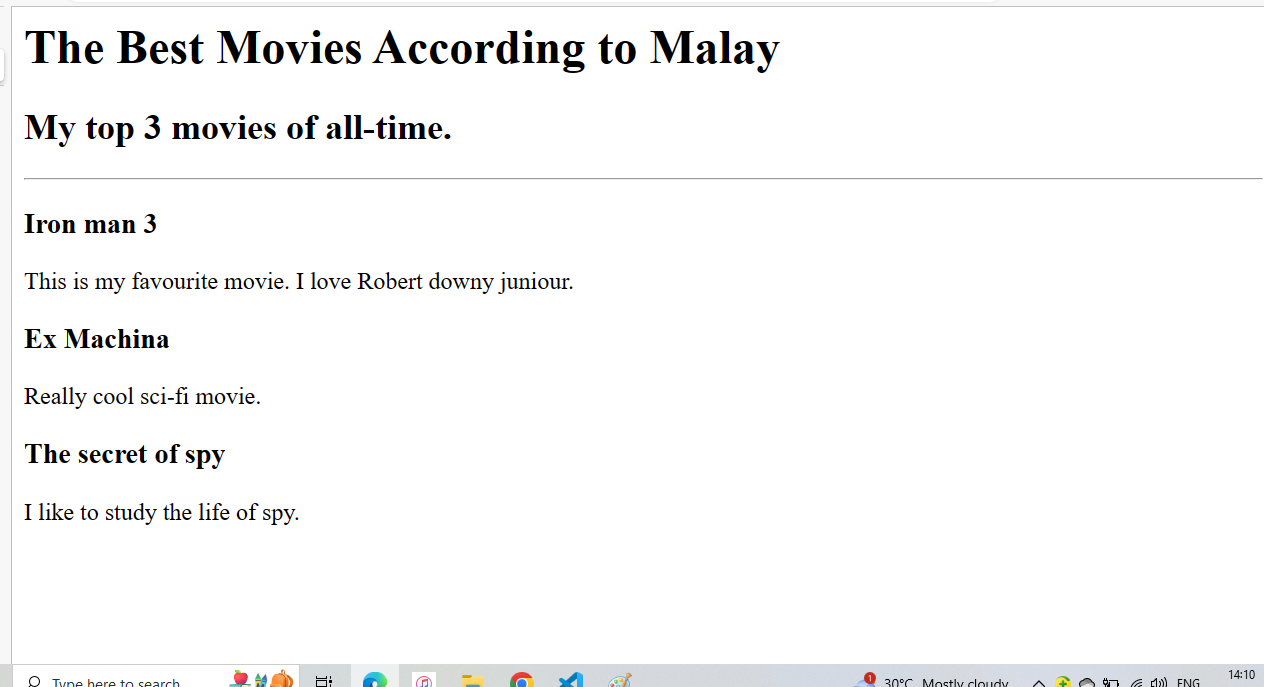 The Best Movies According to Malay
My top 3 movies of all-time.
Iron man 3
This is my favourite movie. I love Robert downy juniour.
Ex Machina
Really cool sci-fi movie.
The secret of spy
I like to study the life of spy.
Type here to search
1
30°C Mostly cloudy
ENG
14:10